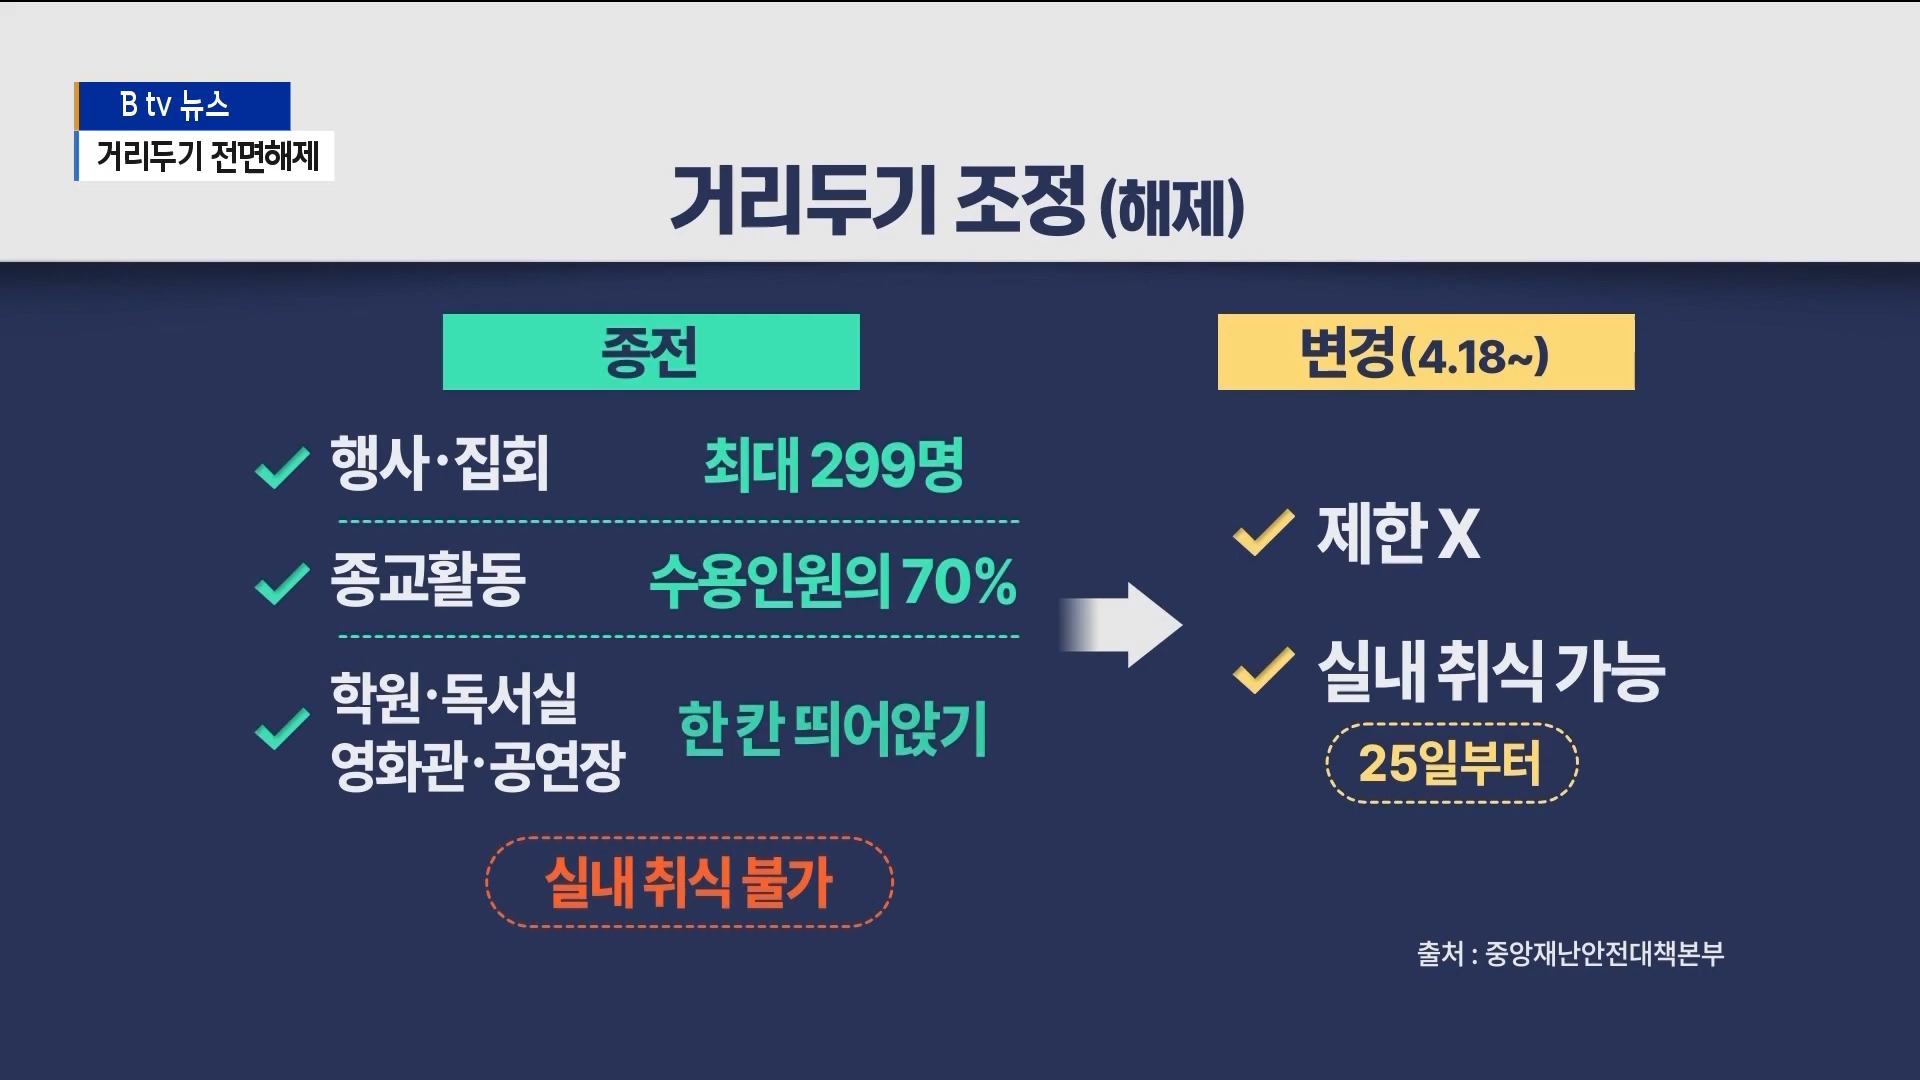 B tv 뉴스
거리두기 전면해제
거리두기 조정 (해제)
종전
행사·집회 최대 299명
종교활동 수용인원의 70%
학원·독서실
영화관·공연장
한 칸 띄어앉기
실내 취식 불가
변경 (4.18~)
제한 X
실내 취식 가능
25일부터
출처 : 중앙재난안전대책본부